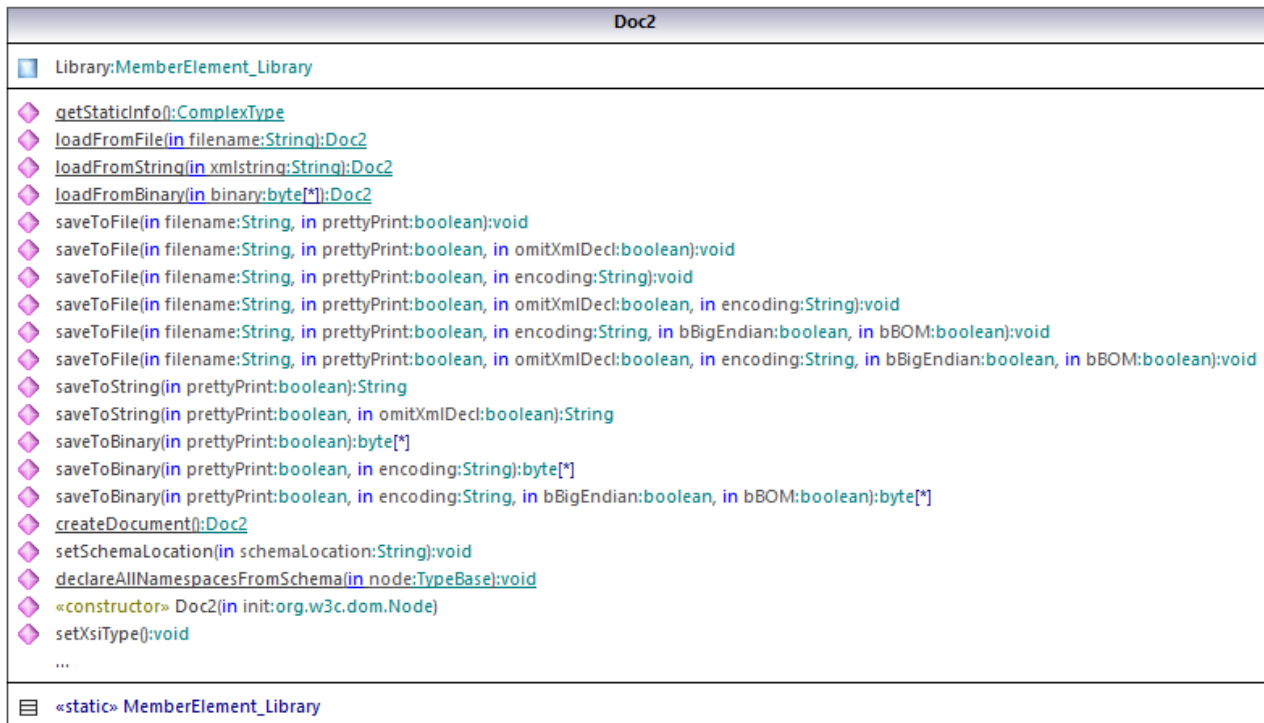 Doc2
Library:MemberElement_Library
getStaticInfo():ComplexType
loadFromFile(in filename:String):Doc2
loadFromString(in xmlstring:String):Doc2
loadFromBinary(in binary:byte[*]):Doc2
saveToFile(in filename:String, in prettyPrint:boolean):void
saveToFile(in filename:String, in prettyPrint:boolean, in omitXmlDecl:boolean):void
saveToFile(in filename:String, in prettyPrint:boolean, in encoding:String):void
saveToFile(in filename:String, in prettyPrint:boolean, in omitXmlDecl:boolean, in encoding:String):void
saveToFile(in filename:String, in prettyPrint:boolean, in encoding:String, in bBigEndian:boolean, in bBOM:boolean):void
saveToFile(in filename:String, in prettyPrint:boolean, in omitXmlDecl:boolean, in encoding:String, in bBigEndian:boolean, in bBOM:boolean):void
saveToString(in prettyPrint:boolean):String
saveToString(in prettyPrint:boolean, in omitXmlDecl:boolean):String
saveToBinary(in prettyPrint:boolean):byte[*]
saveToBinary(in prettyPrint:boolean, in encoding:String):byte[*]
saveToBinary(in prettyPrint:boolean, in encoding:String, in bBigEndian:boolean, in bBOM:boolean):byte[*]
createDocument():Doc2
setSchemaLocation(in schemaLocation:String):void
declareAllNamespacesFromSchema(in node:TypeBase):void
«constructor» Doc2(in init:org.w3c.dom.Node)
setXsiType():void
...
«static» MemberElement_Library